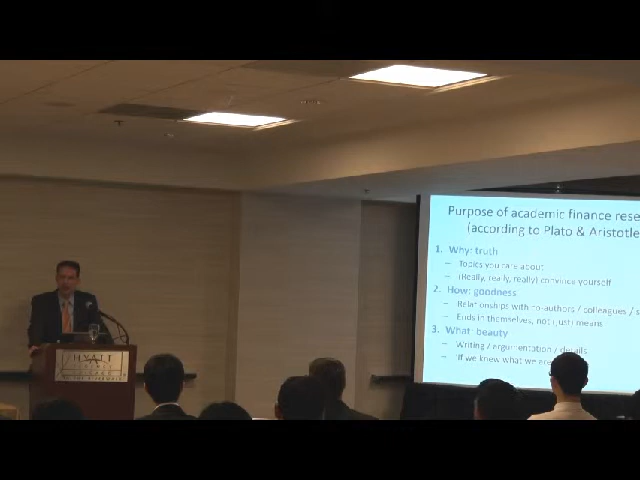 Purpose of academic finance rese
(according to Plato & Aristotle
1. Why: truth
– Topics you care about
– (Really, really, really) convince yourself
2. How: goodness
– Relationships with co-authors / colleagues / s
– Ends in themselves, not (just) means
3. What: beauty
– Writing / argumentation / details
– 'If we knew what we
HYATT